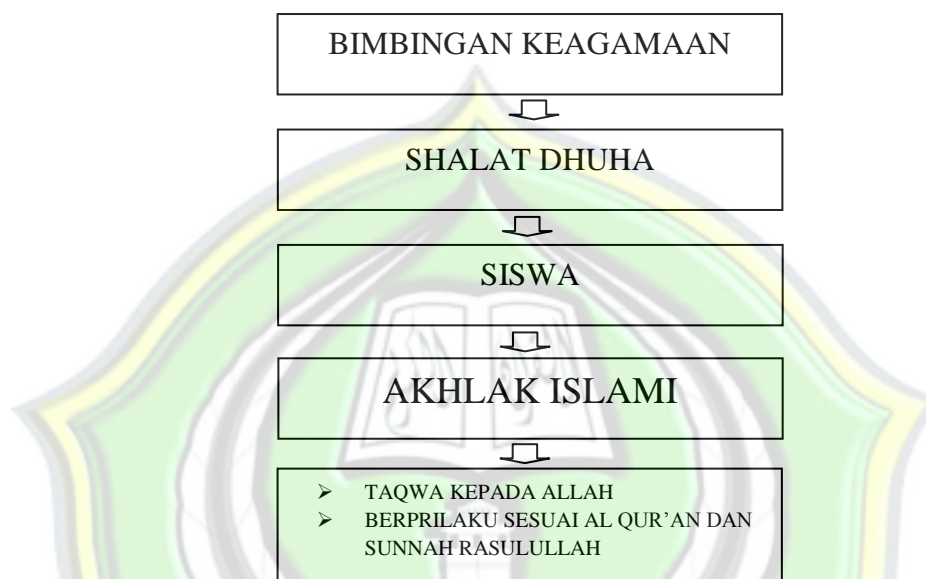 BIMBINGAN KEAGAMAAN
SHALAT DHUHA
SISWA
AKHLAK ISLAMI
➢ TAQWA KEPADA ALLAH
➢ BERPRILAKU SESUAI AL QUR’AN DAN
SUNNAH RASULULLAH